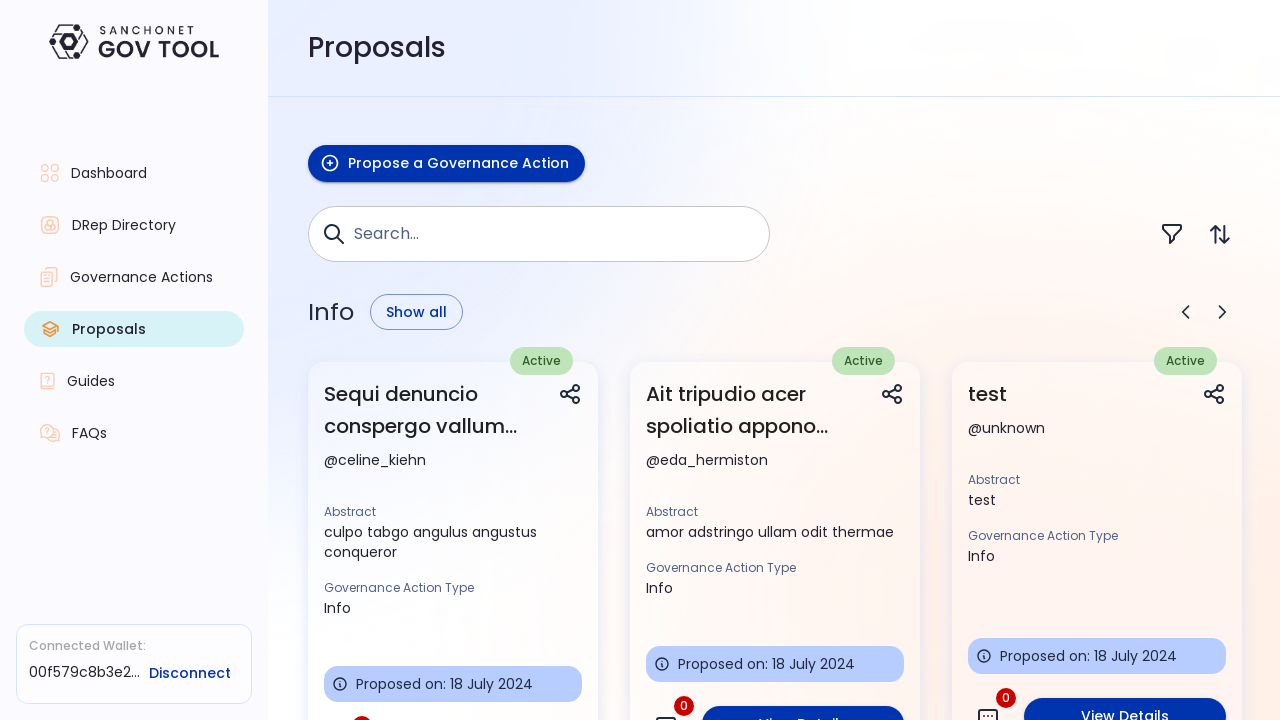 SANCHONET
GOV TOOL
Dashboard
DRep Directory
Governance Actions
Proposals
Guides
FAQs
Connected Wallet:
00f579c8b3e2...
Disconnect
Proposals
Propose a Governance Action
Search...
Info
Show all
Active
Sequi denuncio
conspergo vallum...
@celine_kiehn
Abstract
culpo tabgo angulus angustus
conqueror
Governance Action Type
Info
Proposed on: 18 July 2024
Active
Ait tripudio acer
spoliatio appono...
@eda_hermiston
Abstract
amor adstringo ullam odit thermae
Governance Action Type
Info
Proposed on: 18 July 2024
0
View Details
Active
test
@unknown
Abstract
test
Governance Action Type
Info
Proposed on: 18 July 2024
0
View Details